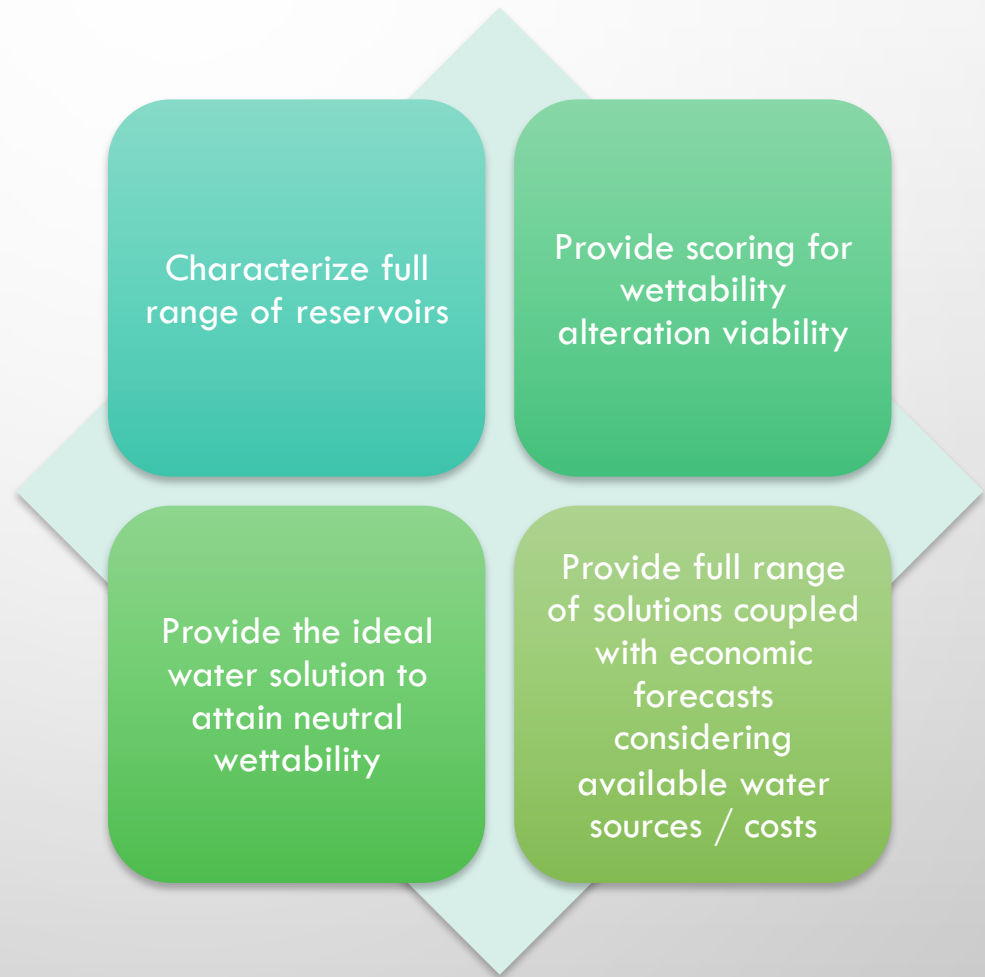 Characterize full
range of reservoirs
Provide scoring for
wettability
alteration viability
Provide the ideal
water solution to
attain neutral
wettability
Provide full range
of solutions coupled
with economic
forecasts
considering
available water
sources / costs